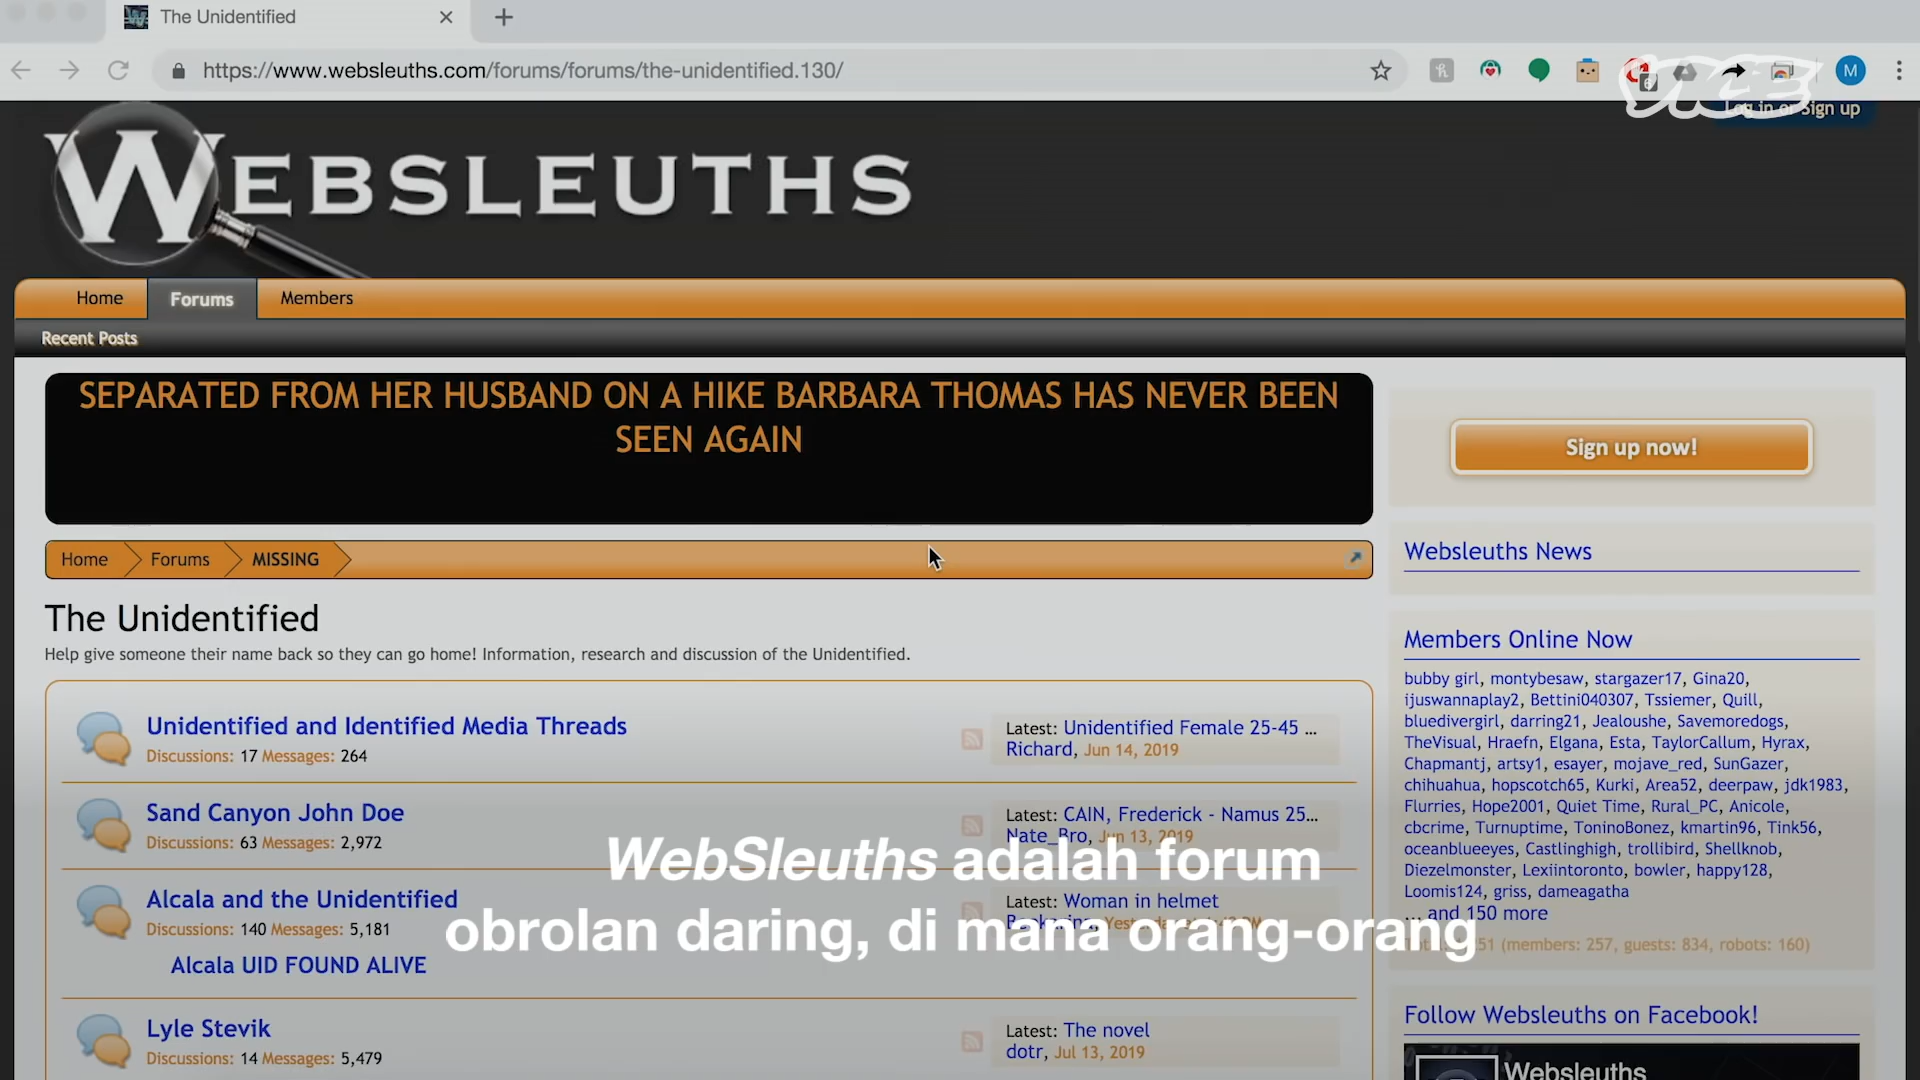 The Unidentified
https://www.websleuths.com/forums/forums/the-unidentified.130/
M
VICE
Log in or Sign up
WEBSLEUTHS
Home
Forums
Members
Recent Posts
SEPARATED FROM HER HUSBAND ON A HIKE BARBARA THOMAS HAS NEVER BEEN
SEEN AGAIN
Sign up now!
Home
Forums
MISSING
The Unidentified
Help give someone their name back so they can go home! Information, research and discussion of the Unidentified.
Unidentified and Identified Media Threads
Discussions: 17 Messages: 264
Latest: Unidentified Female 25-45 ...
Richard, Jun 14, 2019
Sand Canyon John Doe
Discussions: 63 Messages: 2,972
Latest: CAIN, Frederick - Namus 25...
Nate_Bro, Jun 13, 2019
Alcala and the Unidentified
Discussions: 140 Messages: 5,181
Alcala UID FOUND ALIVE
Latest: Woman in helmet
Lyle Stevik
Discussions: 14 Messages: 5,479
Latest: The novel
dotr, Jul 13, 2019
WebSleuths adalah forum
obrolan daring, di mana orang-orang
Websleuths News
Members Online Now
bubby girl, montybesaw, stargazer17, Gina20,
ijuswannaplay2, Bettini040307, Tssiemer, Quill,
bluedivergirl, darring21, Jealoushe, Savemoredogs,
TheVisual, Hraefn, Elgana, Esta, TaylorCallum, Hyrax,
Chapmantj, artsy1, esayer, mojave_red, SunGazer,
chihuahua, hopscotch65, Kurki, Area52, deerpaw, jdk1983,
Flurries, Hope2001, Quiet Time, Rural_PC, Anicole,
cbcrime, Turnuptime, ToninoBonez, kmartin96, Tink56,
oceanblueeyes, Castlinghigh, trollibird, Shellknob,
Diezelmonster, Lexiintoronto, bowler, happy128,
Loomis124, griss, dameagatha
... and 150 more
(members: 257, guests: 834, robots: 160)
Follow Websleuths on Facebook!
Websleuths